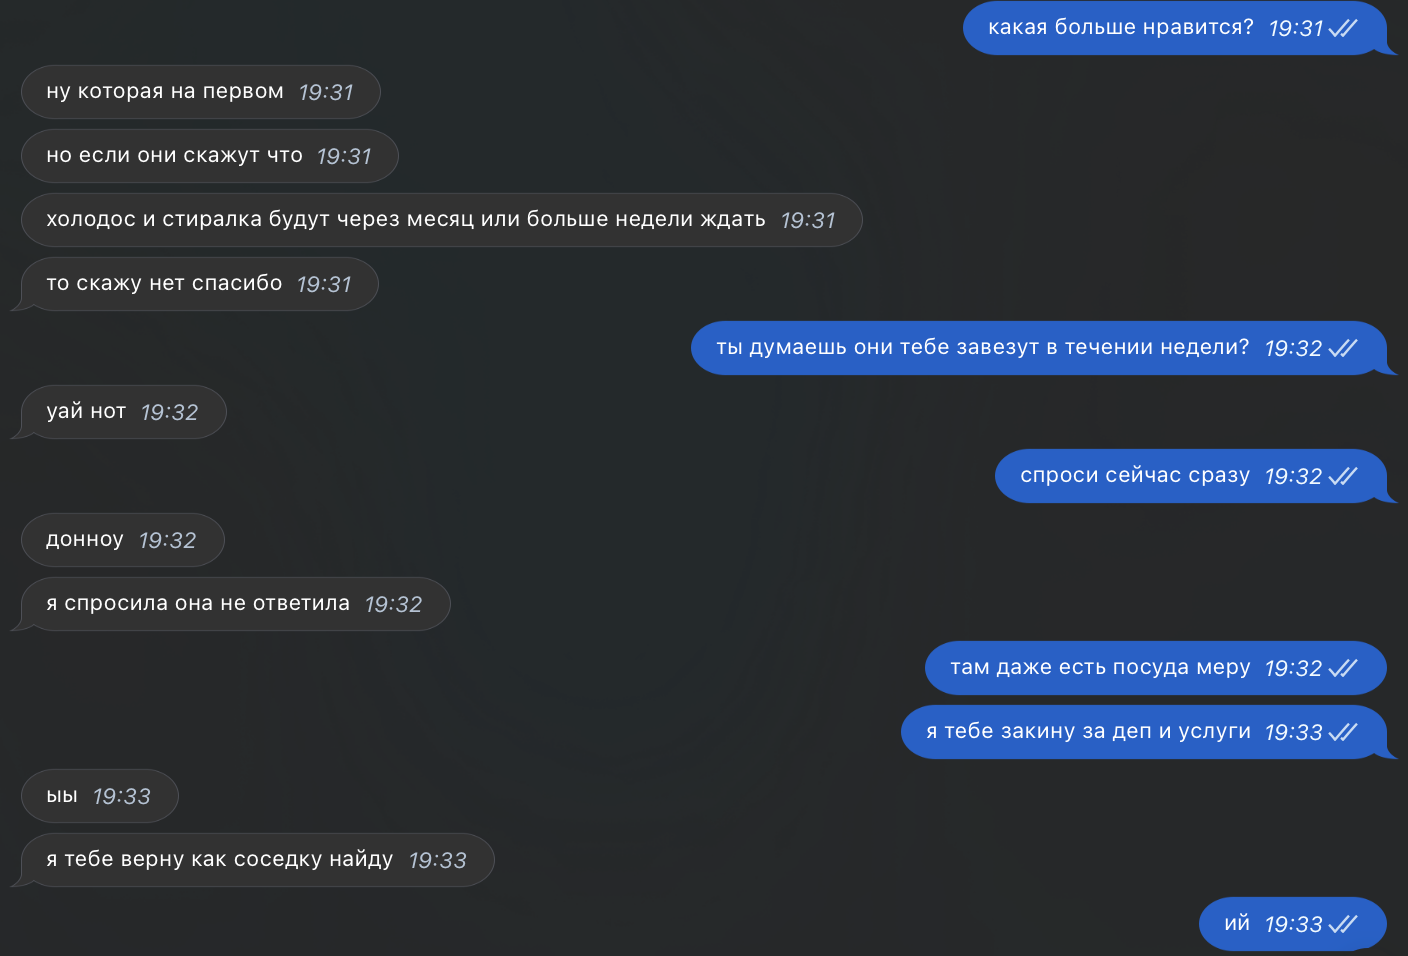 какая больше нравится? 19:31
ну которая на первом 19:31
но если они скажут что 19:31
холодос и стиралка будут через месяц или больше недели ждать 19:31
то скажу нет спасибо 19:31
ты думаешь они тебе завезут в течении недели? 19:32
уай нот 19:32
спроси сейчас сразу 19:32
донноу 19:32
я спросила она не ответила 19:32
там даже есть посуда меру 19:32
я тебе закину за деп и услуги 19:33
ыы 19:33
я тебе верну как соседку найду 19:33
ий 19:33